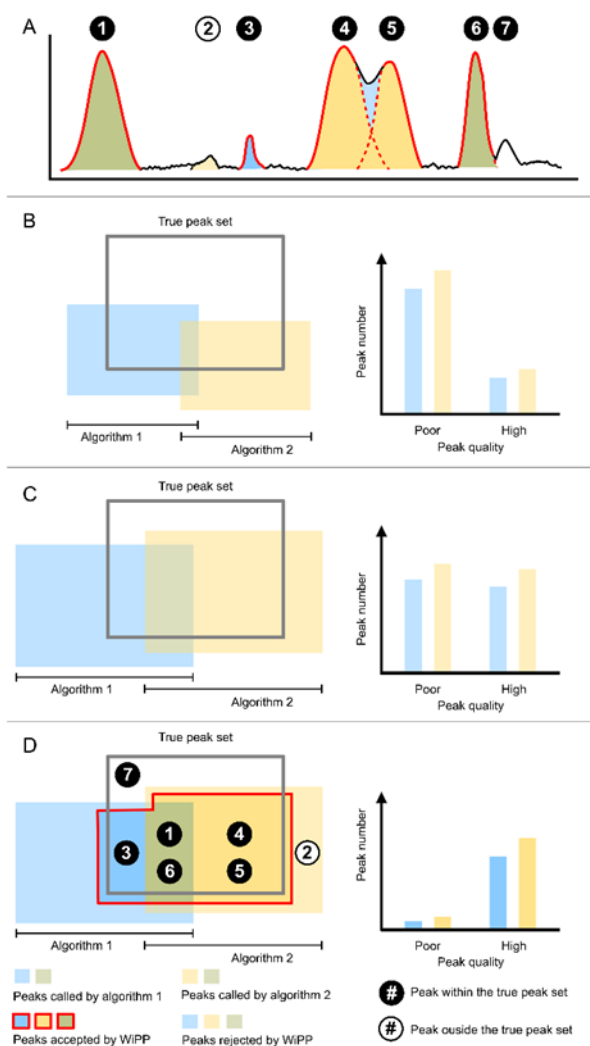 A
1 2 3 4 5 6 7
B
True peak set
Algorithm 1
Algorithm 2
Peak number
Poor High
Peak quality
C
True peak set
Algorithm 1
Algorithm 2
Peak number
Poor High
Peak quality
D
True peak set
7
1 4
3 2
6 5
Algorithm 1
Algorithm 2
Peak number
Poor High
Peak quality
Peaks called by algorithm 1
Peaks called by algorithm 2
# Peak within the true peak set
Peaks accepted by WiPP
Peaks rejected by WiPP
# Peak ouside the true peak set